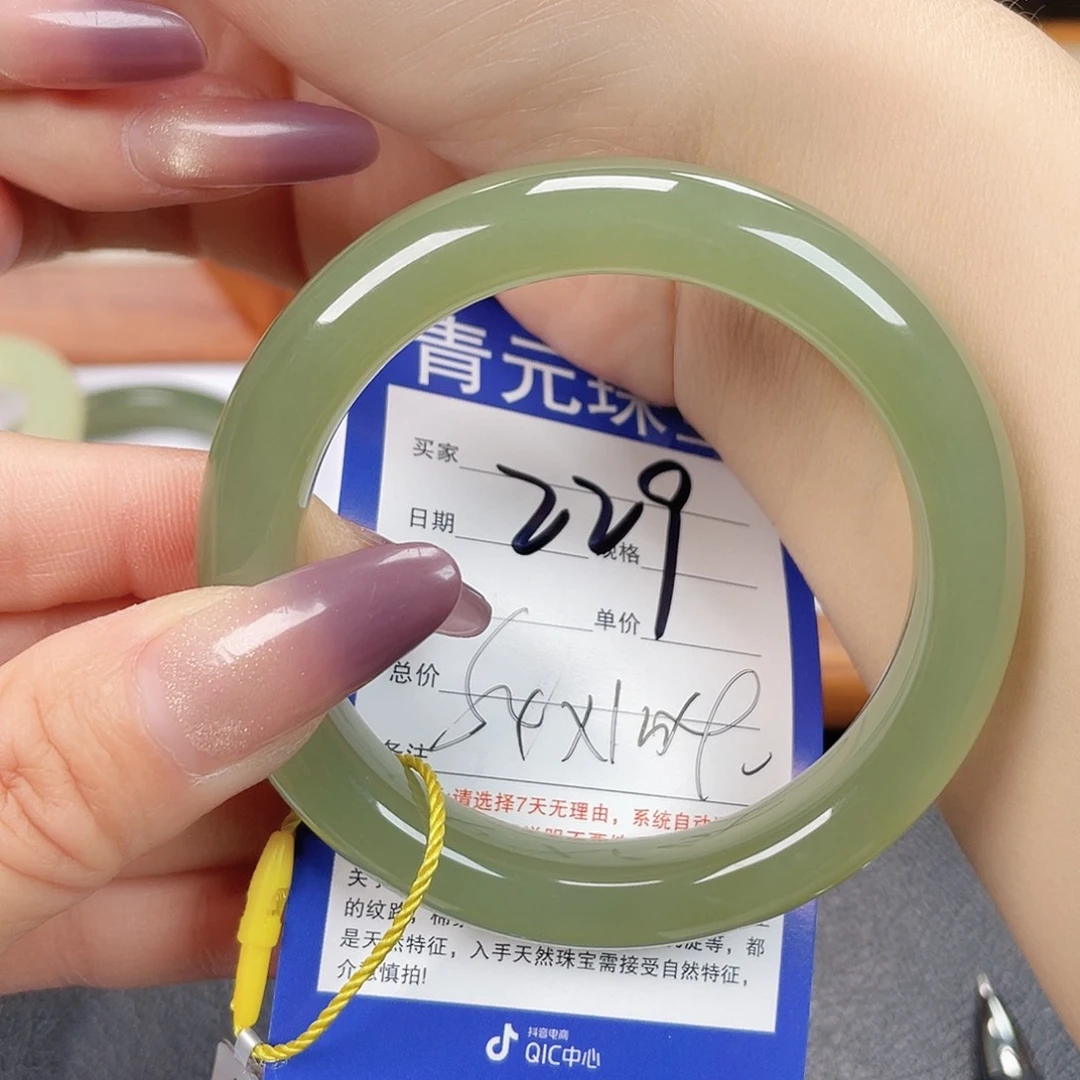 青元珠
买家
229
日期
规格
单价
总价
备注
请选择7天无理由，系统自动
关于
的纹路，棉
是天然特征，入手天然珠宝需接受自然特征，
介意慎拍!
抖音电商
QIC中心